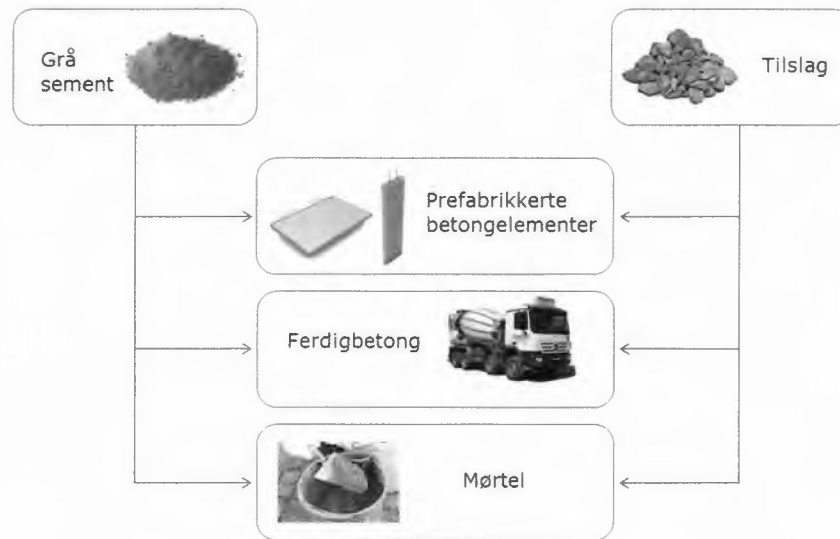 Grå
sement
Tilslag
Prefabrikkerte
betongelementer
Ferdigbetong
Mørtel